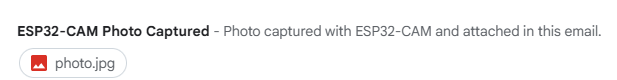 ESP32-CAM Photo Captured - Photo captured with ESP32-CAM and attached in this email.
photo.jpg